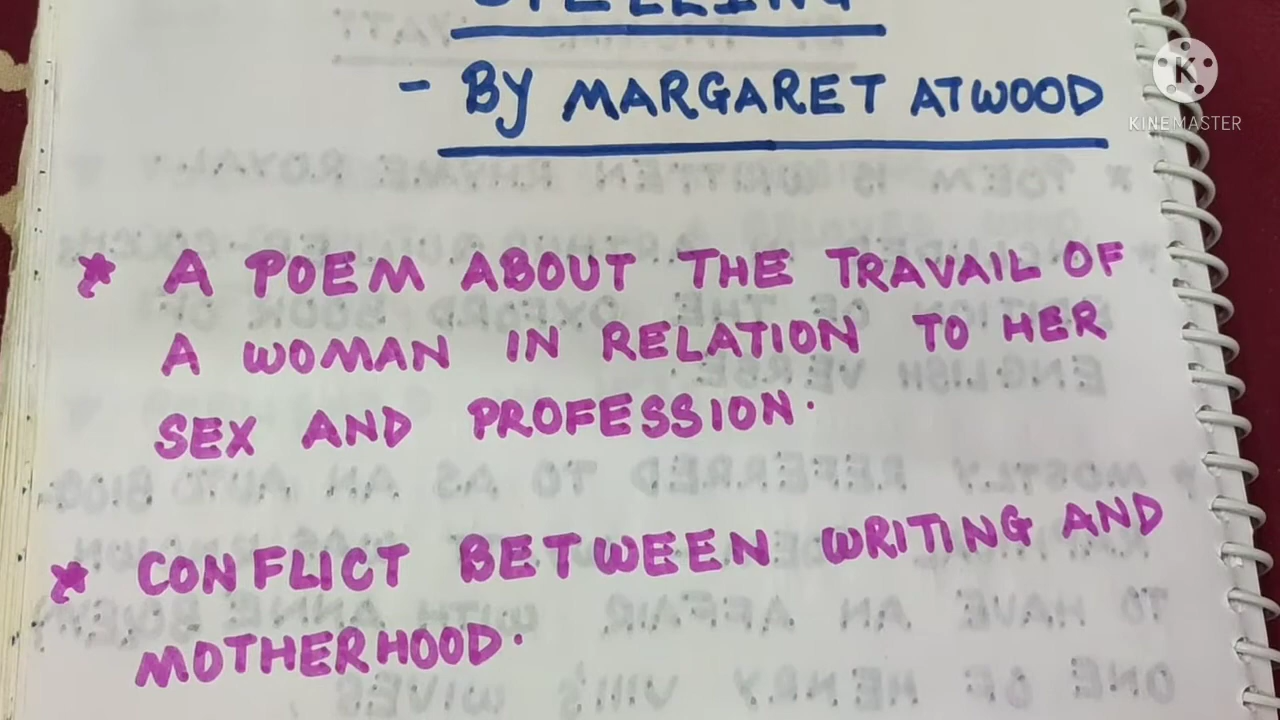 SPELLING
- BY MARGARET ATWOOD
* A POEM ABOUT THE TRAVAIL OF
A WOMAN IN RELATION TO HER
SEX AND PROFESSION.
* CONFLICT BETWEEN WRITING AND
MOTHERHOOD.
KINEMASTER